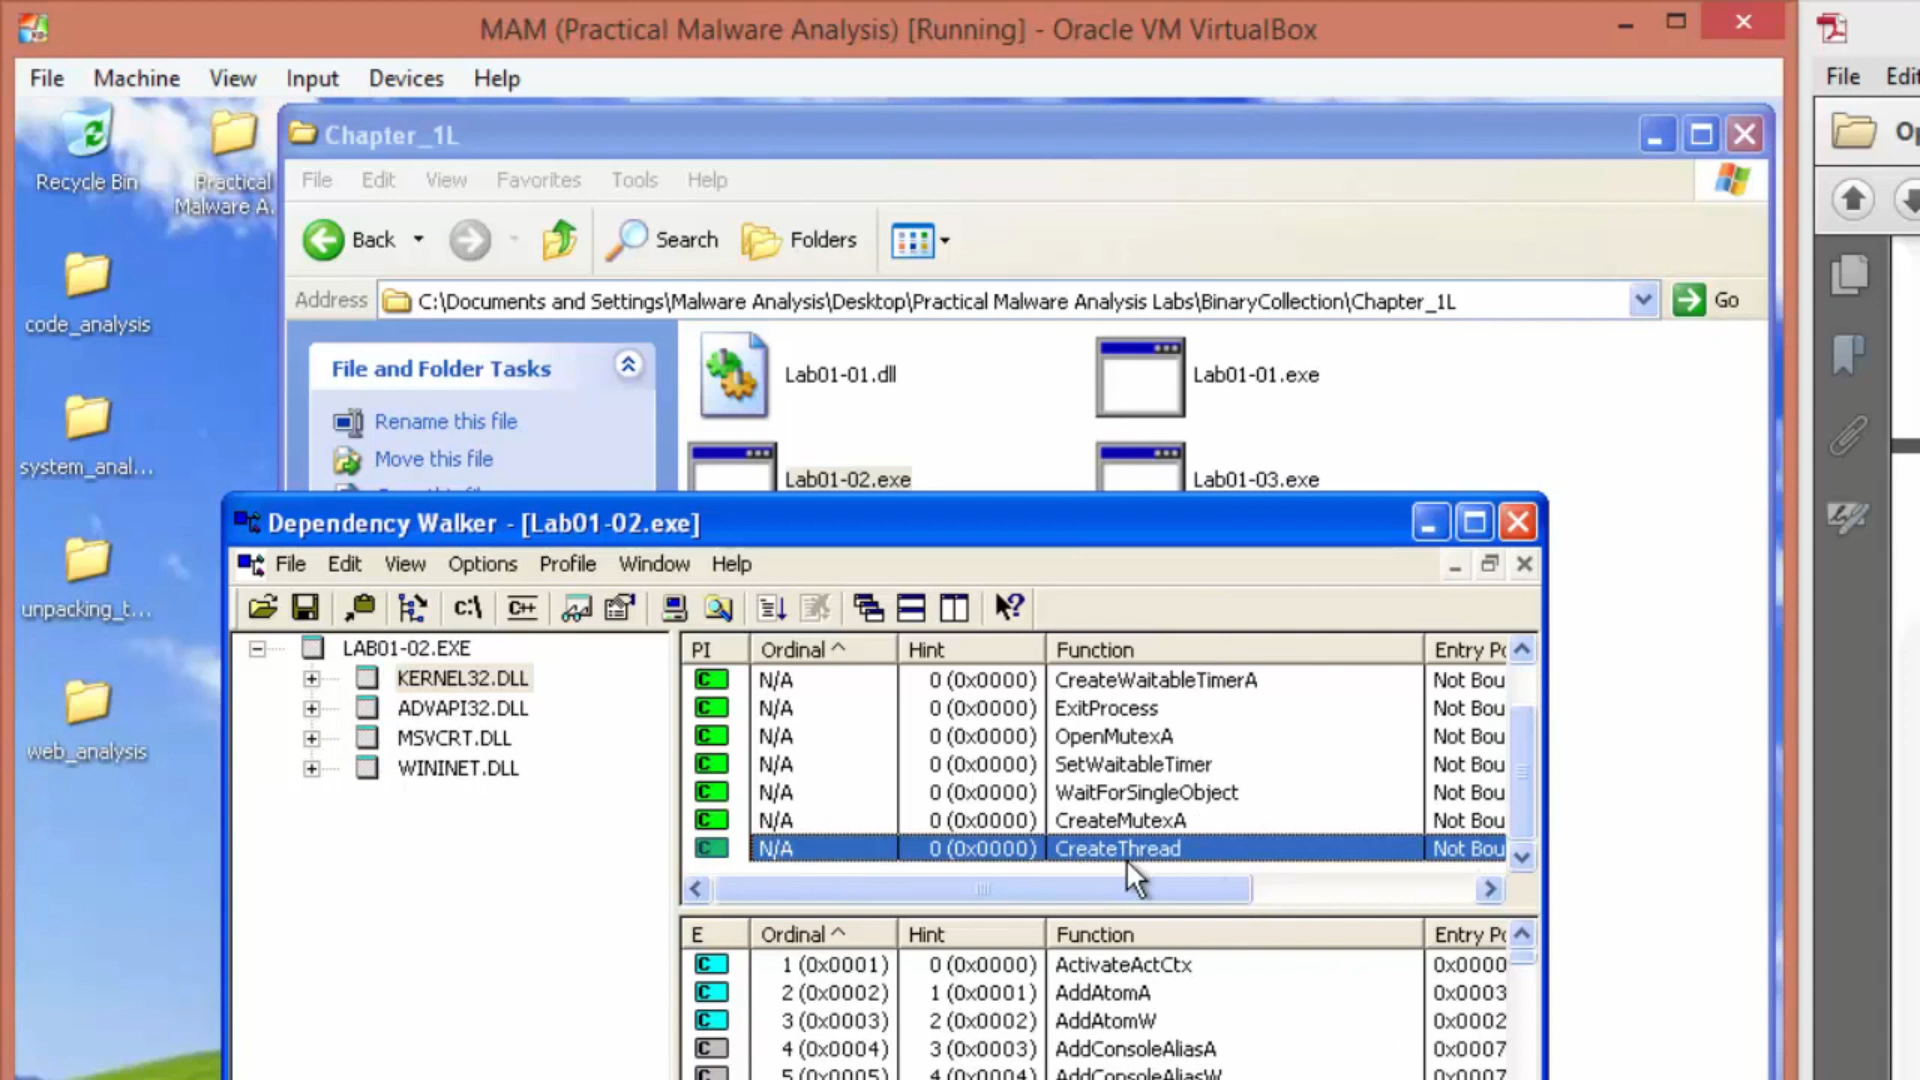 MAM (Practical Malware Analysis) [Running] - Oracle VM VirtualBox
File Machine View Input Devices Help
File Edit
Recycle Bin
Practical Malware A.
code_analysis
system_anal...
unpacking_t...
web_analysis
Chapter_1L
File Edit View Favorites Tools Help
Back Search Folders
Address C:\Documents and Settings\Malware Analysis\Desktop\Practical Malware Analysis Labs\BinaryCollection\Chapter_1L Go
File and Folder Tasks
Rename this file
Move this file
Lab01-01.dll
Lab01-01.exe
Lab01-02.exe
Lab01-03.exe
Dependency Walker - [Lab01-02.exe]
File Edit View Options Profile Window Help
c:\ C++
LAB01-02.EXE
KERNEL32.DLL
ADVAPI32.DLL
MSVCRT.DLL
WININET.DLL
PI Ordinal ^ Hint Function Entry Po
C N/A 0 (0x0000) CreateWaitableTimerA Not Bou
C N/A 0 (0x0000) ExitProcess Not Bou
C N/A 0 (0x0000) OpenMutexA Not Bou
C N/A 0 (0x0000) SetWaitableTimer Not Bou
C N/A 0 (0x0000) WaitForSingleObject Not Bou
C N/A 0 (0x0000) CreateMutexA Not Bou
C N/A 0 (0x0000) CreateThread Not Bou
E Ordinal ^ Hint Function Entry Po
C 1 (0x0001) 0 (0x0000) ActivateActCtx 0x0000
C 2 (0x0002) 1 (0x0001) AddAtomA 0x0003
C 3 (0x0003) 2 (0x0002) AddAtomW 0x0002
C 4 (0x0004) 3 (0x0003) AddConsoleAliasA 0x0007
C 5 (0x0005) 4 (0x0004) AddConsoleAliasW 0x0007